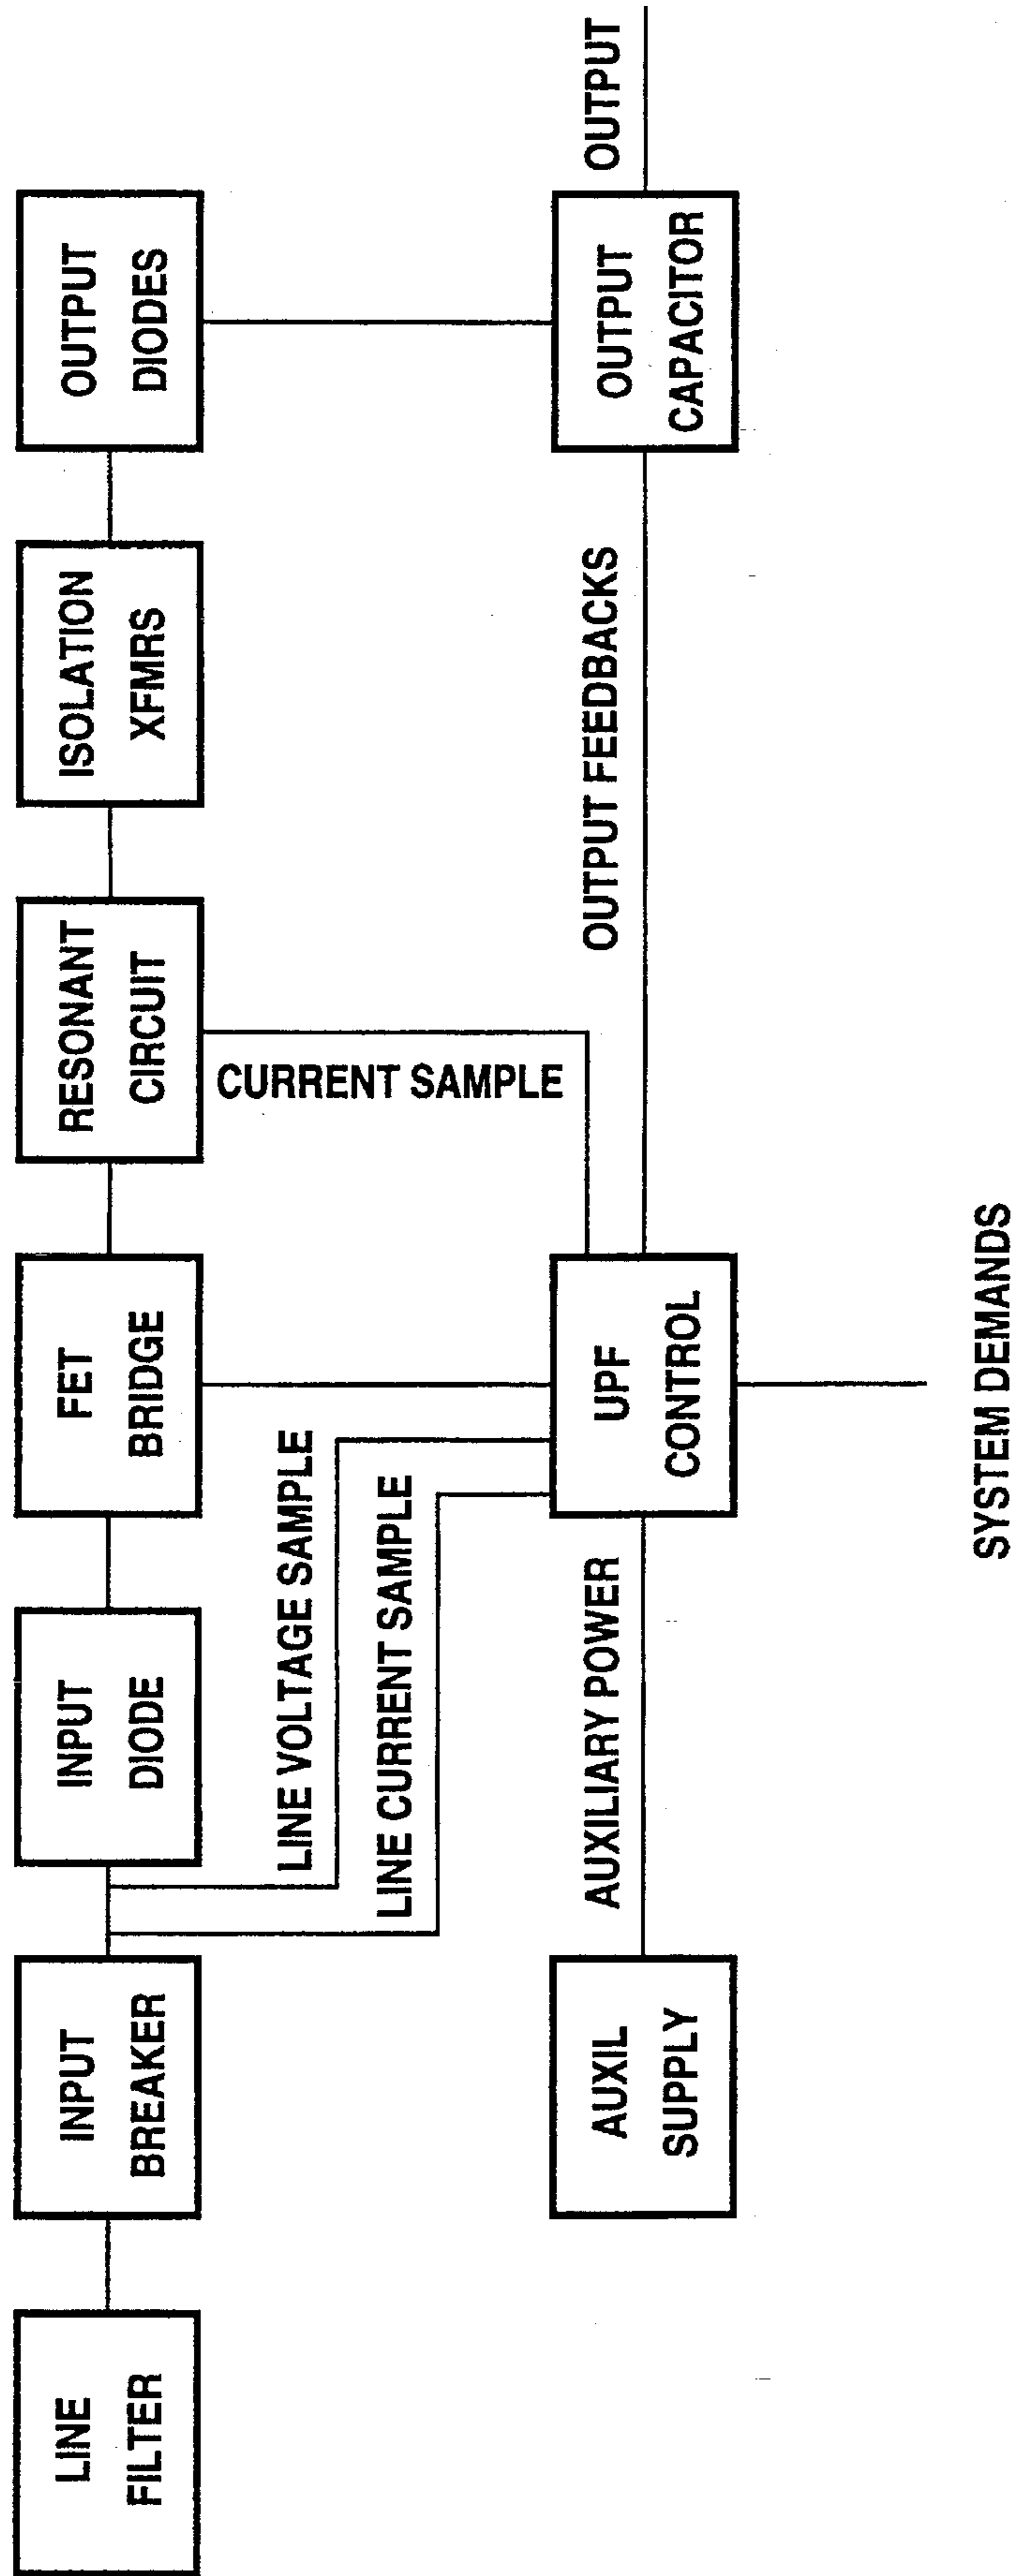 LINE
FILTER
INPUT
BREAKER
INPUT
DIODE
FET
BRIDGE
RESONANT
CIRCUIT
ISOLATION
XFMRS
OUTPUT
DIODES
LINE VOLTAGE SAMPLE
LINE CURRENT SAMPLE
CURRENT SAMPLE
AUXIL
SUPPLY
AUXILIARY POWER
UPF
CONTROL
OUTPUT FEEDBACKS
OUTPUT
CAPACITOR
OUTPUT
SYSTEM DEMANDS